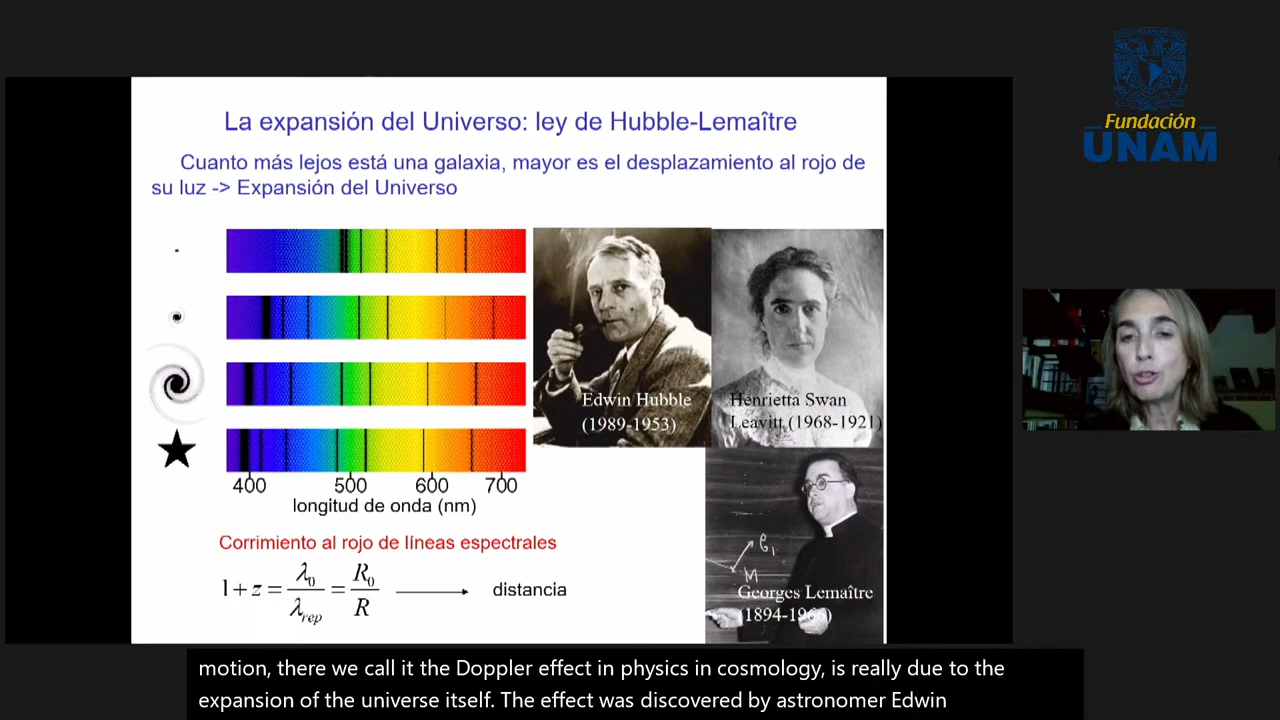 Fundación
UNAM
La expansión del Universo: ley de Hubble-Lemaître
Cuanto más lejos está una galaxia, mayor es el desplazamiento al rojo de
su luz -> Expansión del Universo
Edwin Hubble
(1989-1953)
Henrietta Swan
Leavitt (1968-1921)
400 500 600 700
longitud de onda (nm)
Corrimiento al rojo de líneas espectrales
1 + z = λ₀/λrep = R₀/R
distancia
M
Georges Lemaître
(1894-1966)
motion, there we call it the Doppler effect in physics in cosmology, is really due to the
expansion of the universe itself. The effect was discovered by astronomer Edwin